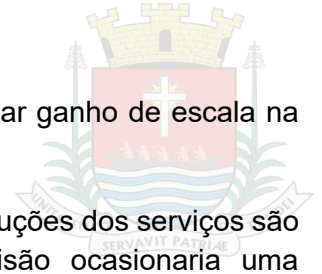 ar ganho de escala na
uções dos serviços são
SERVAVIT PATRIAE
isão ocasionaria uma